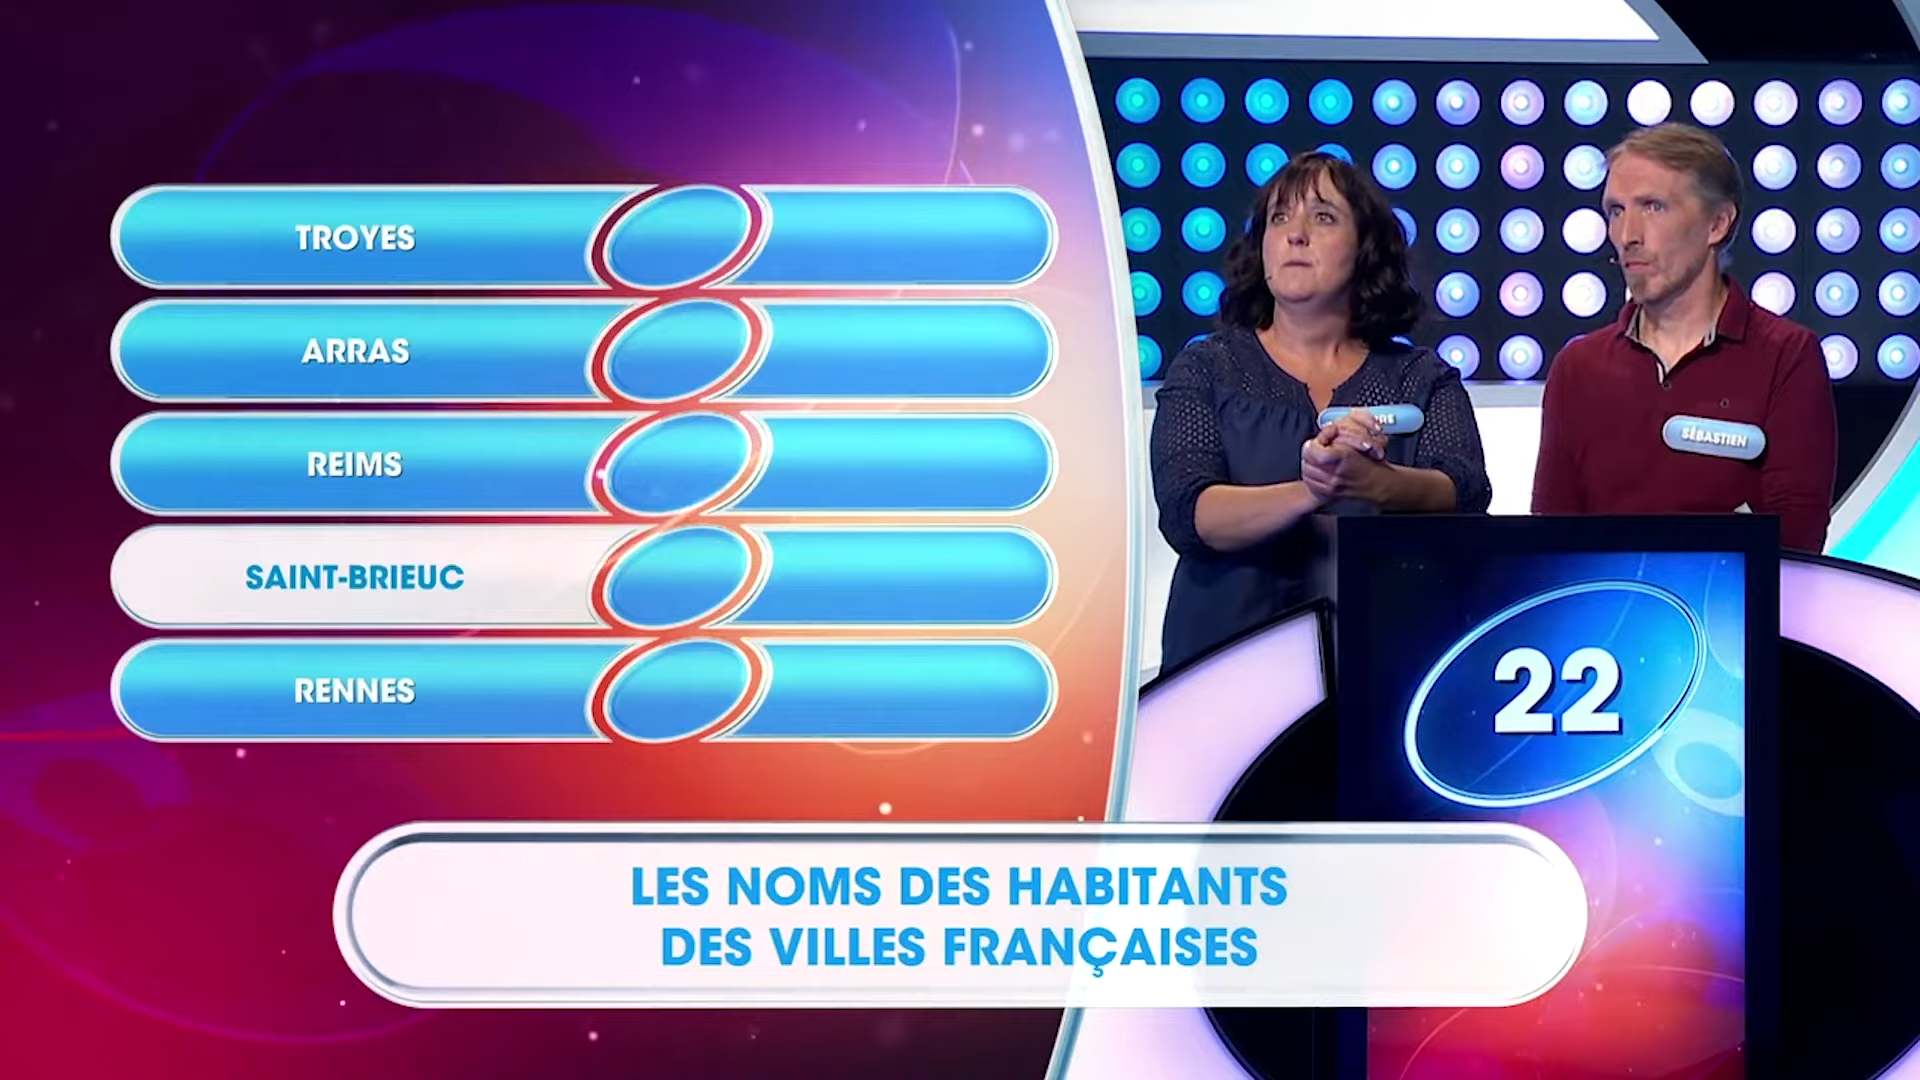 TROYES
ARRAS
REIMS
SAINT-BRIEUC
RENNES
SÉBASTIEN
22
LES NOMS DES HABITANTS
DES VILLES FRANÇAISES